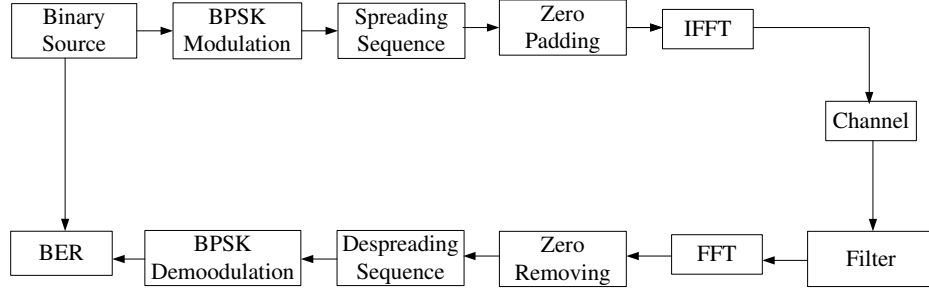 Binary
Source
BPSK
Modulation
Spreading
Sequence
Zero
Padding
IFFT
Channel
BER
BPSK
Demoodulation
Despreading
Sequence
Zero
Removing
FFT
Filter